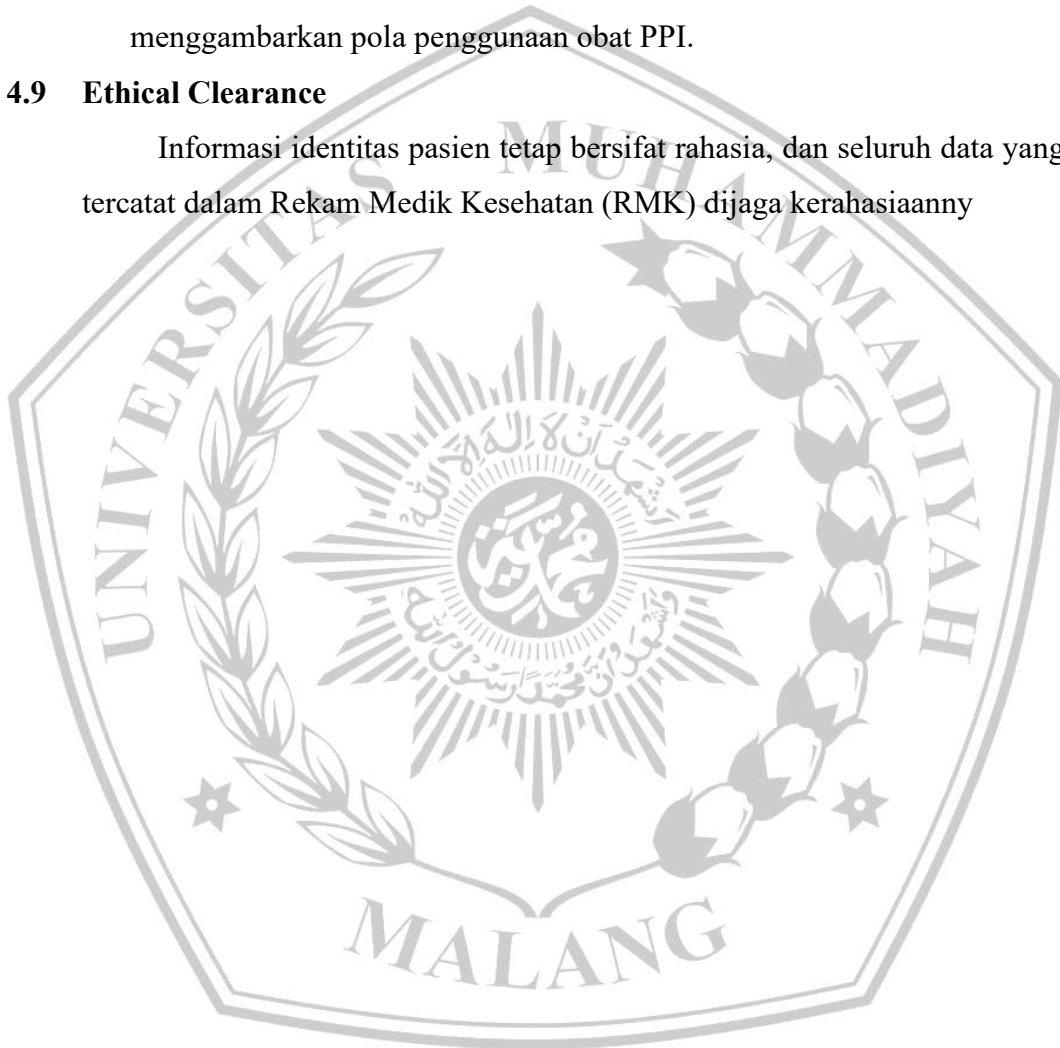 menggambarkan pola penggunaan obat PPI.
4.9 Ethical Clearance
Informasi identitas pasien tetap bersifat rahasia, dan seluruh data yang
tercatat dalam Rekam Medik Kesehatan (RMK) dijaga kerahasiaanny
UNIVERSITAS MUHAMMADIYAH
MALANG